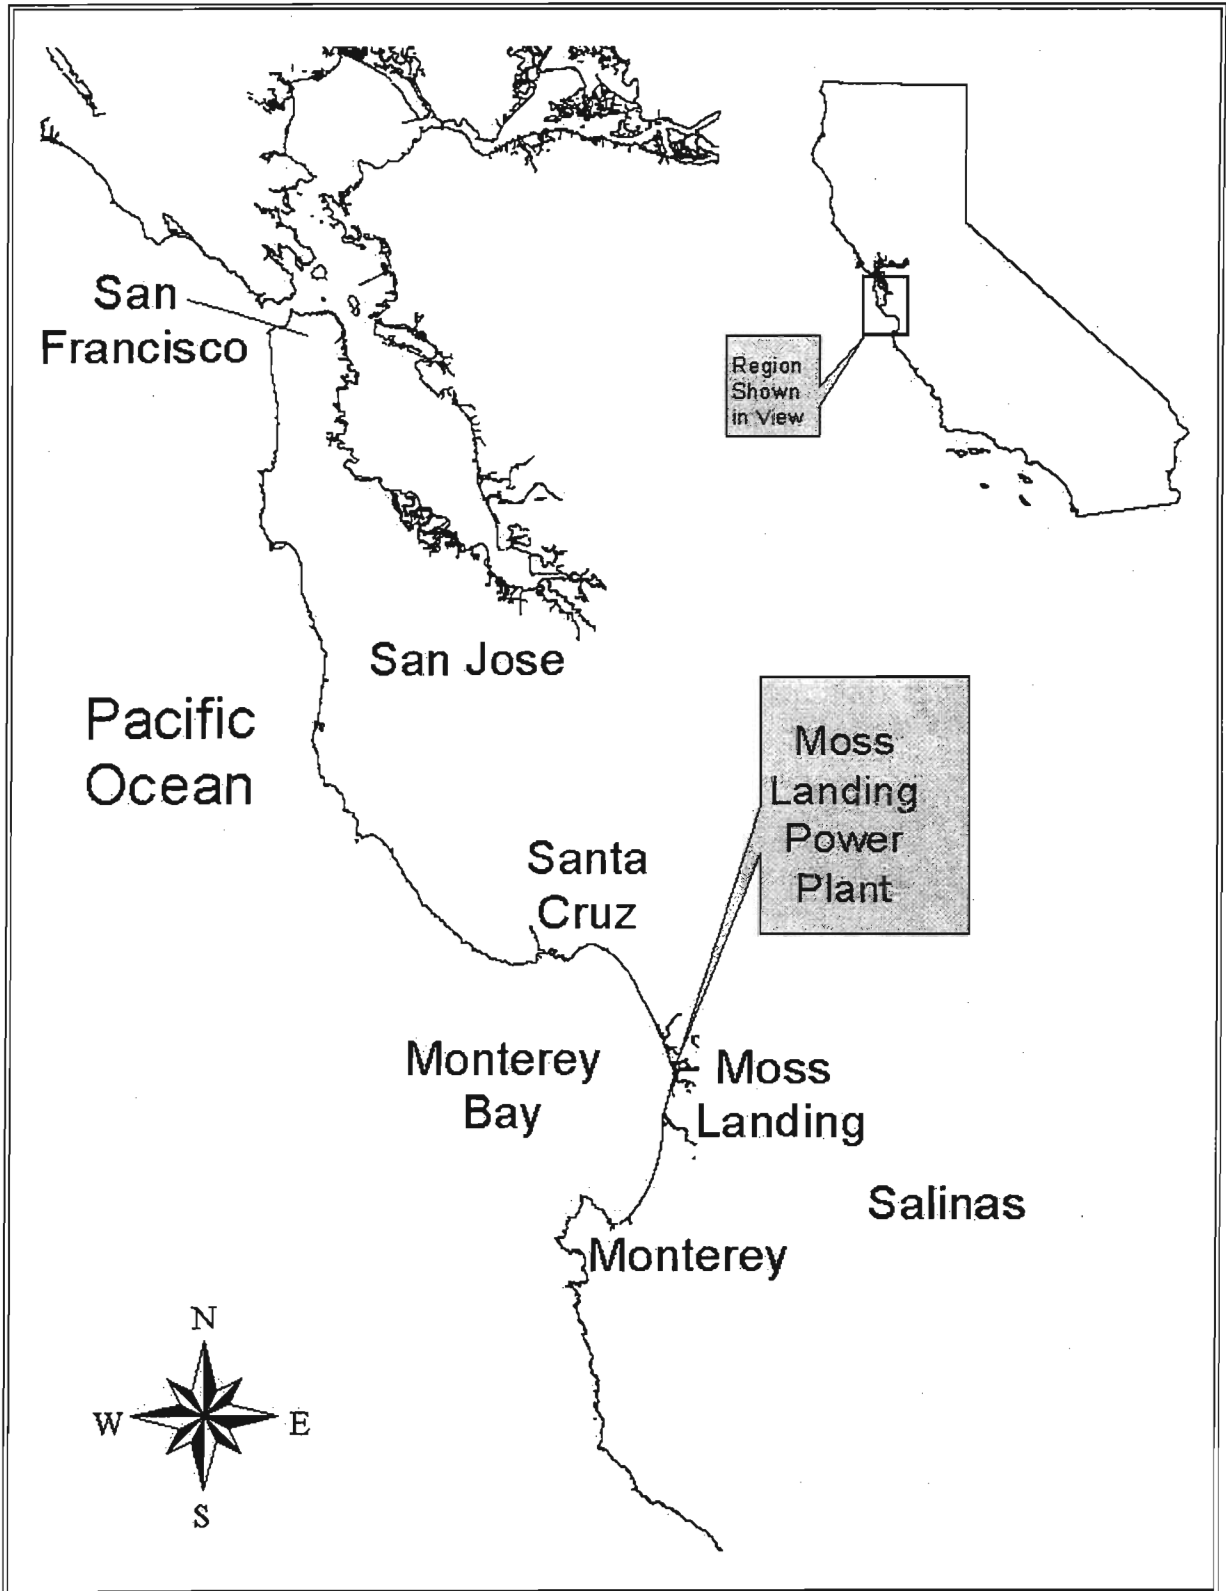 San
Francisco
Region
Shown
in View
San Jose
Pacific
Ocean
Moss
Landing
Power
Plant
Santa
Cruz
Monterey
Bay
Moss
Landing
Salinas
Monterey
N
W
E
S